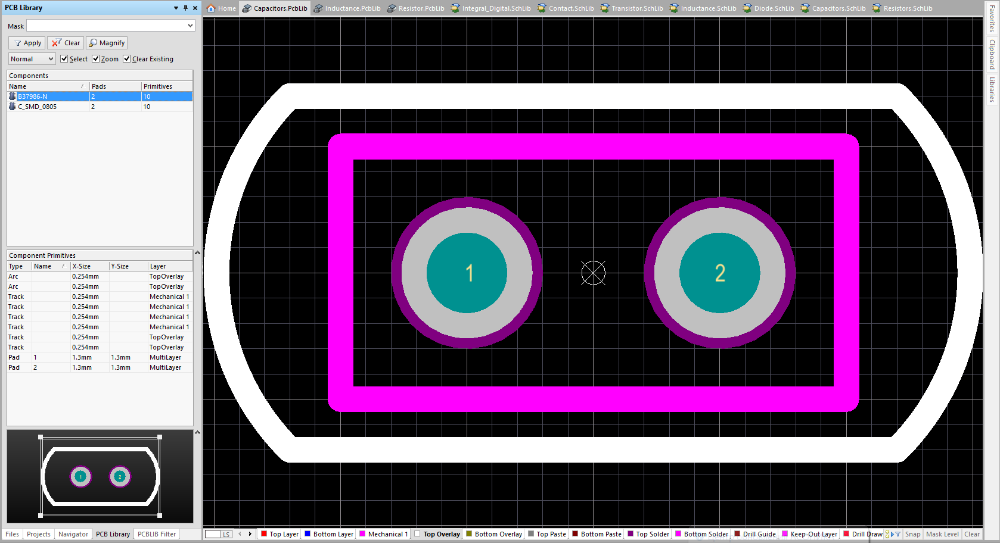 PCB Library
Home Capacitors.PcbLib Inductance.PcbLib Resistor.PcbLib Integral_Digital.SchLib Contact.SchLib Transistor.SchLib Inductance.SchLib Diode.SchLib Capacitors.SchLib Resistors.SchLib
Mask
Apply Clear Magnify
Normal Select Zoom Clear Existing
Components
Name Pads Primitives
B37986-N 2 10
C_SMD_0805 2 10
Component Primitives
Type Name X-Size Y-Size Layer
Arc 0.254mm TopOverlay
Arc 0.254mm TopOverlay
Track 0.254mm Mechanical 1
Track 0.254mm Mechanical 1
Track 0.254mm Mechanical 1
Track 0.254mm Mechanical 1
Track 0.254mm TopOverlay
Track 0.254mm TopOverlay
Pad 1 1.3mm 1.3mm MultiLayer
Pad 2 1.3mm 1.3mm MultiLayer
1 2
Files Projects Navigator PCB Library PCBLIB Filter
1 2
Favorites
Clipboard
Libraries
LS Top Layer Bottom Layer Mechanical 1 Top Overlay Bottom Overlay Top Paste Bottom Paste Top Solder Bottom Solder Drill Guide Keep-Out Layer Drill Draw Snap Mask Level Clear